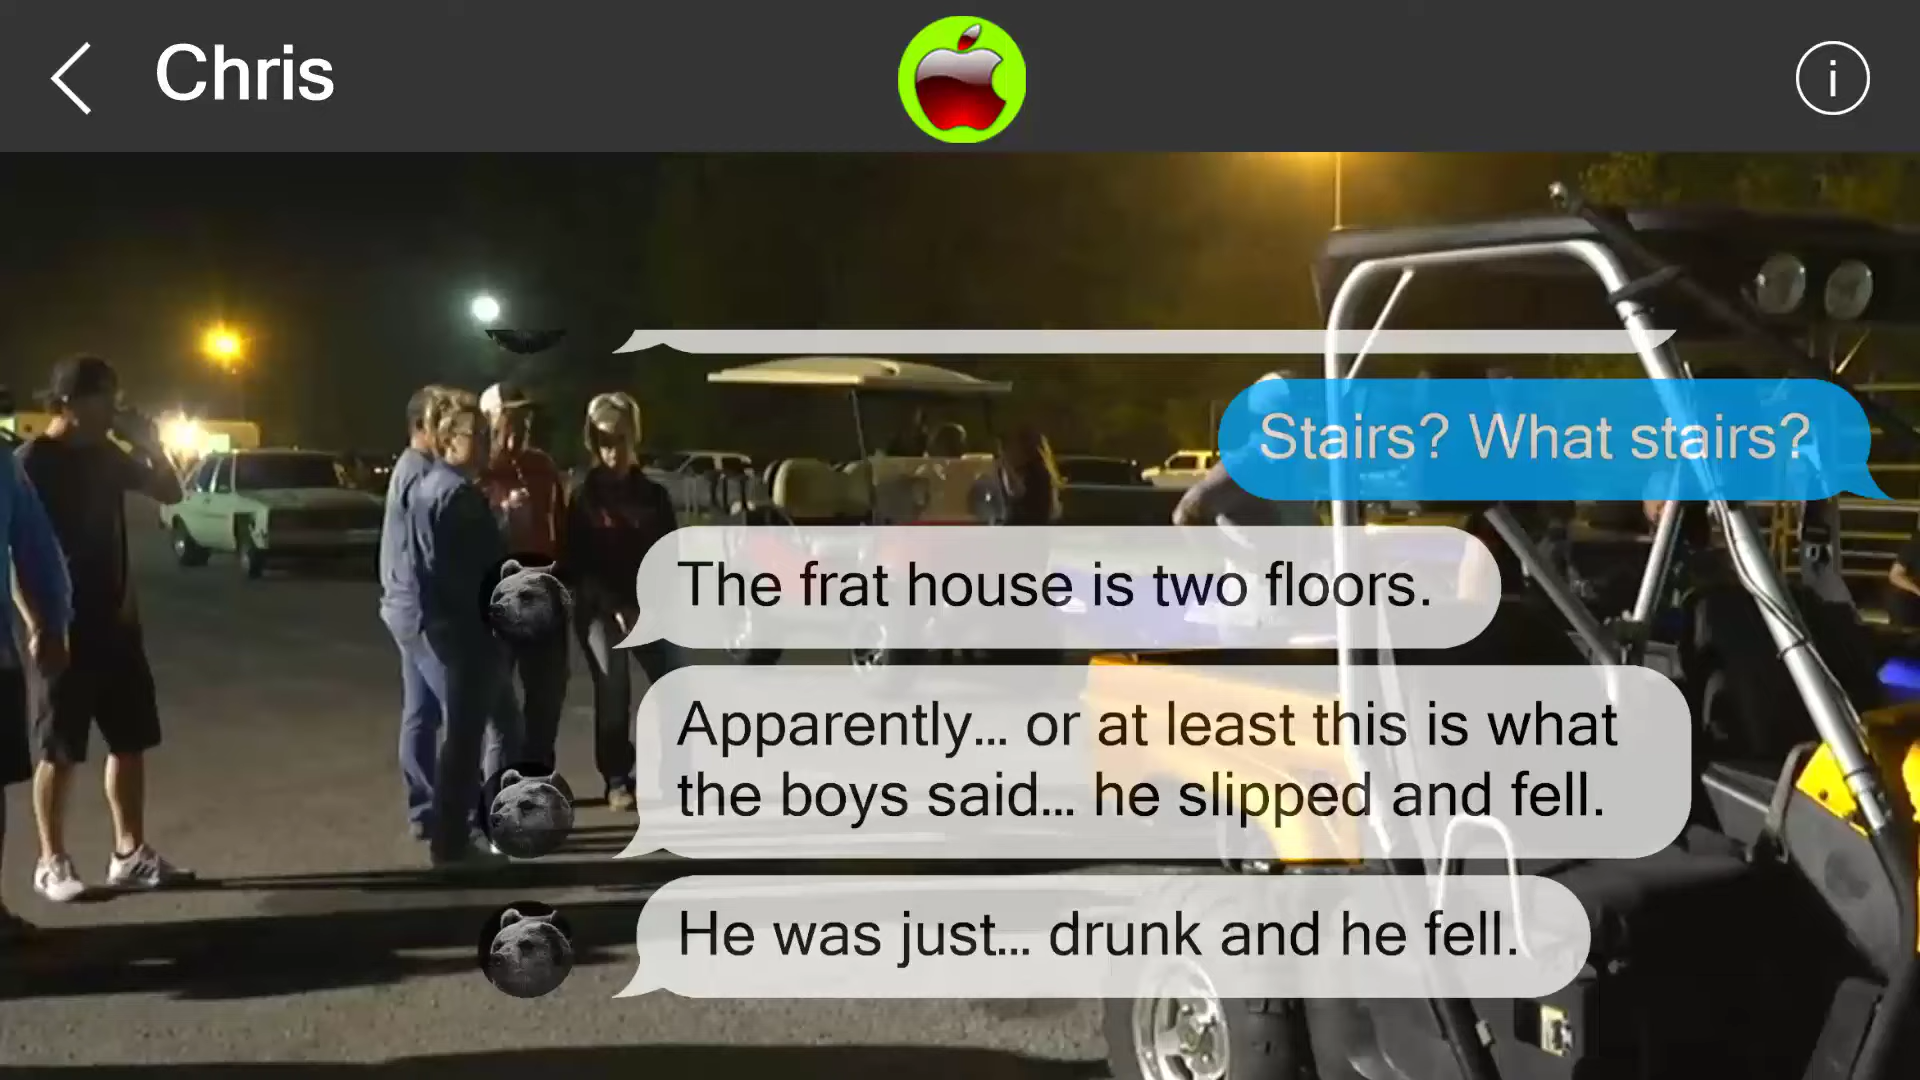 Chris
i
Stairs? What stairs?
The frat house is two floors.
Apparently... or at least this is what
the boys said... he slipped and fell.
He was just... drunk and he fell.